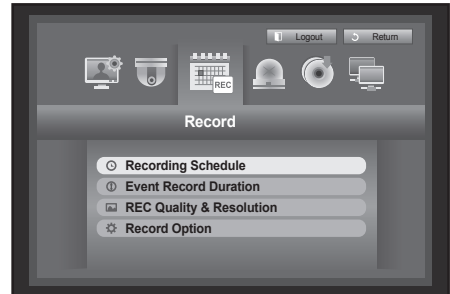 Logout Return
REC
Record
Recording Schedule
Event Record Duration
REC Quality & Resolution
Record Option